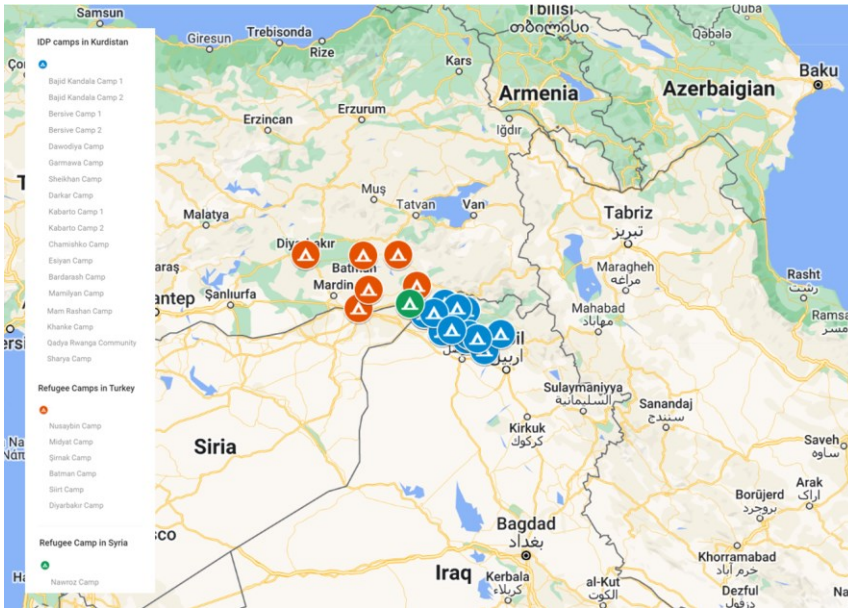 IDP camps in Kurdistan
Bajid Kandala Camp 1
Bajid Kandala Camp 2
Bersive Camp 1
Bersive Camp 2
Dawodiya Camp
Garmawa Camp
Sheikhan Camp
Darkar Camp
Kabarto Camp 1
Kabarto Camp 2
Chamishko Camp
Esiyan Camp
Bardarash Camp
Mamilyan Camp
Mam Rashan Camp
Khanke Camp
Qadya Rwanga Community
Sharya Camp
Refugee Camps in Turkey
Nusaybin Camp
Midyat Camp
Şırnak Camp
Batman Camp
Siirt Camp
Diyarbakır Camp
Refugee Camp in Syria
Nawroz Camp
Samsun
Giresun
Trebisonda
Rize
Tbilisi
თბილისი
Quba
Qəbələ
Kars
Armenia
Azerbaigian
Baku
Erzincan
Erzurum
Iğdır
Muş
Tatvan
Van
Malatya
Tabriz
تبریز
Diyarbakır
Batman
Maragheh
مراغه
Rasht
رشت
Mardin
Şanlıurfa
Mahabad
مهاباد
اربيل
Sulaymaniyya
السليمانية
Sanandaj
سنندج
Kirkuk
كركوك
Siria
Saveh
ساوه
Arak
اراک
Borūjerd
بروجرد
Bagdad
بغداد
Khorramabad
خرم آباد
Iraq
Kerbala
كربلاء
al-Kut
الكوت
Dezful
دزفول